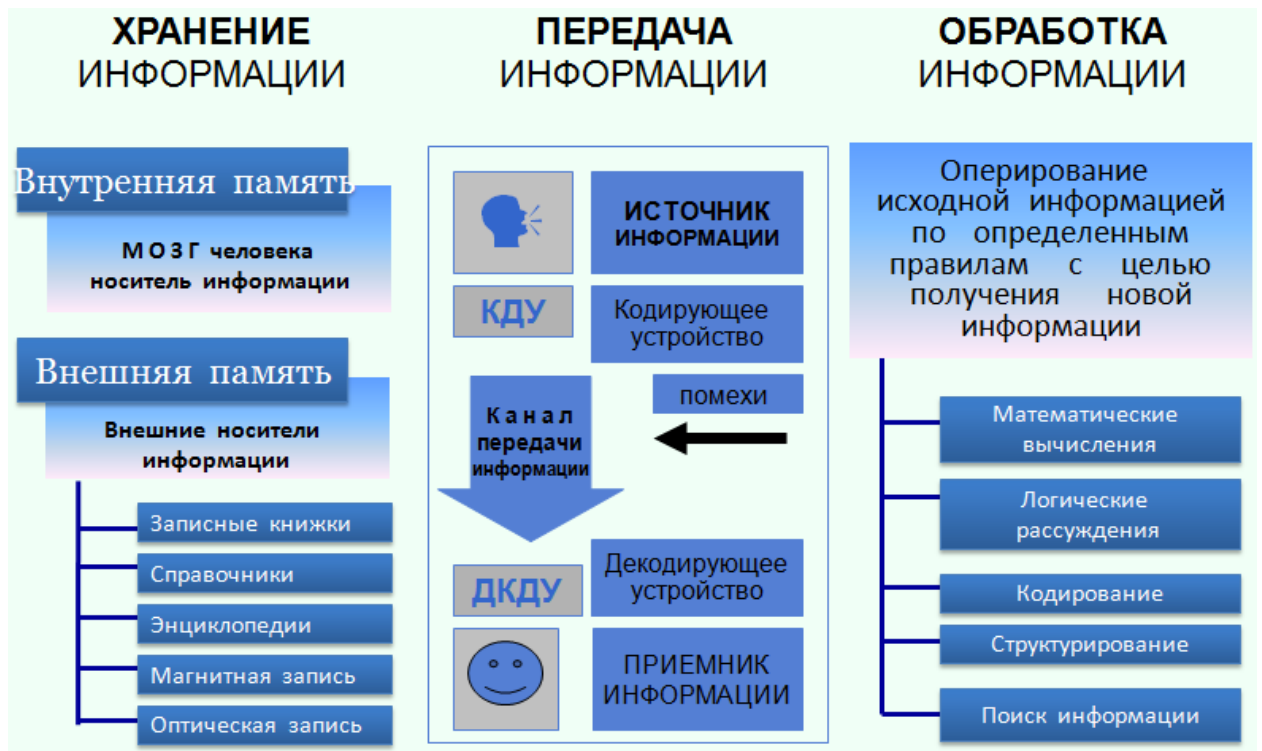 ХРАНЕНИЕ
ИНФОРМАЦИИ
Внутренняя память
М О З Г человека
носитель информации
Внешняя память
Внешние носители
информации
Записные книжки
Справочники
Энциклопедии
Магнитная запись
Оптическая запись
ПЕРЕДАЧА
ИНФОРМАЦИИ
ИСТОЧНИК
ИНФОРМАЦИИ
КДУ
Кодирующее
устройство
помехи
К а н а л
передачи
информации
ДКДУ
Декодирующее
устройство
ПРИЕМНИК
ИНФОРМАЦИИ
ОБРАБОТКА
ИНФОРМАЦИИ
Оперирование
исходной информацией
по определенным
правилам с целью
получения новой
информации
Математические
вычисления
Логические
рассуждения
Кодирование
Структурирование
Поиск информации